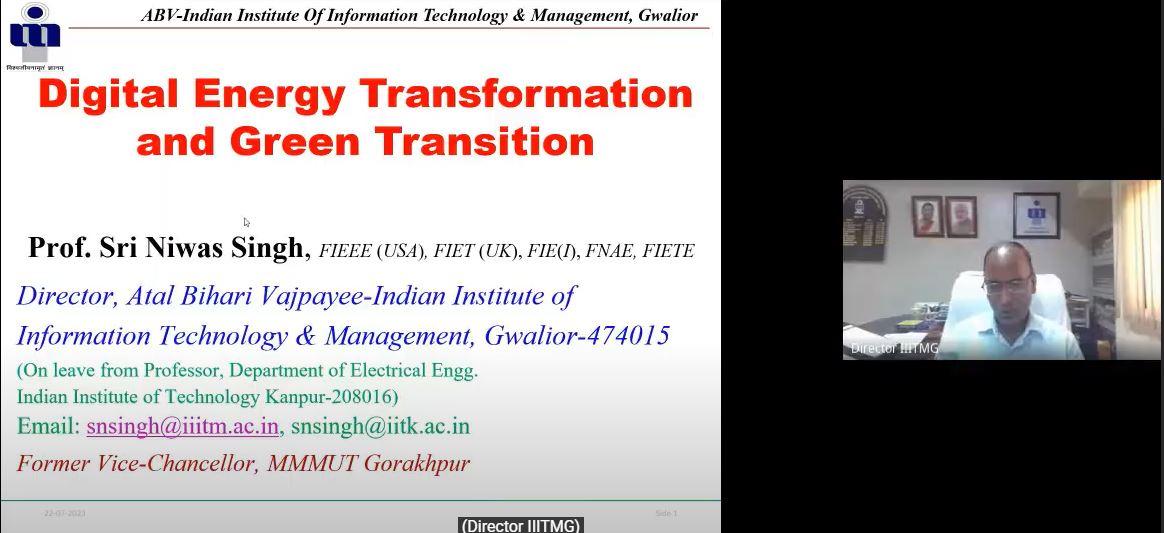 ABV-Indian Institute Of Information Technology & Management, Gwalior
विश्वजीवनामृतं ज्ञानम्
Digital Energy Transformation
and Green Transition
Prof. Sri Niwas Singh, FIEEE (USA), FIET (UK), FIE(I), FNAE, FIETE
Director, Atal Bihari Vajpayee-Indian Institute of
Information Technology & Management, Gwalior-474015
(On leave from Professor, Department of Electrical Engg.
Indian Institute of Technology Kanpur-208016)
Email: snsingh@iiitm.ac.in, snsingh@iitk.ac.in
Former Vice-Chancellor, MMMUT Gorakhpur
22-07-2023
Side 1
(Director IIITMG)
Director IIITMG